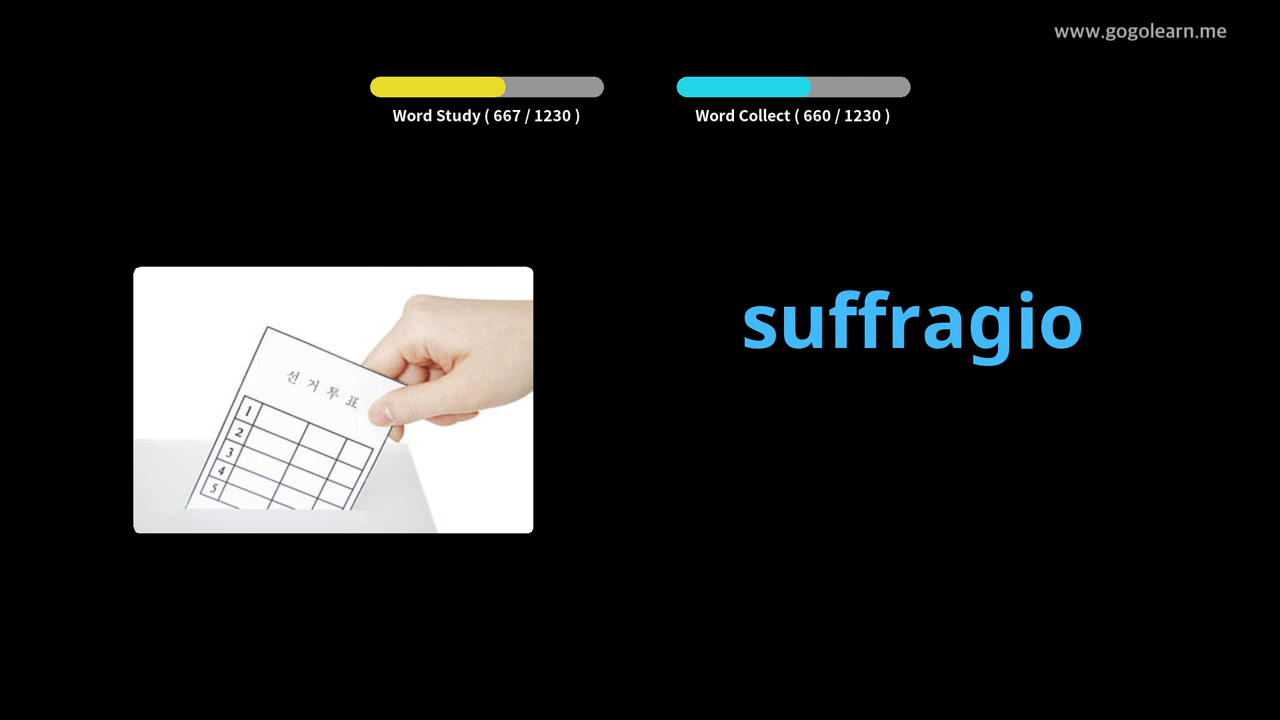 www.gogolearn.me
Word Study ( 667 / 1230 )
Word Collect ( 660 / 1230 )
suffragio
선거투표
1
2
3
4
5